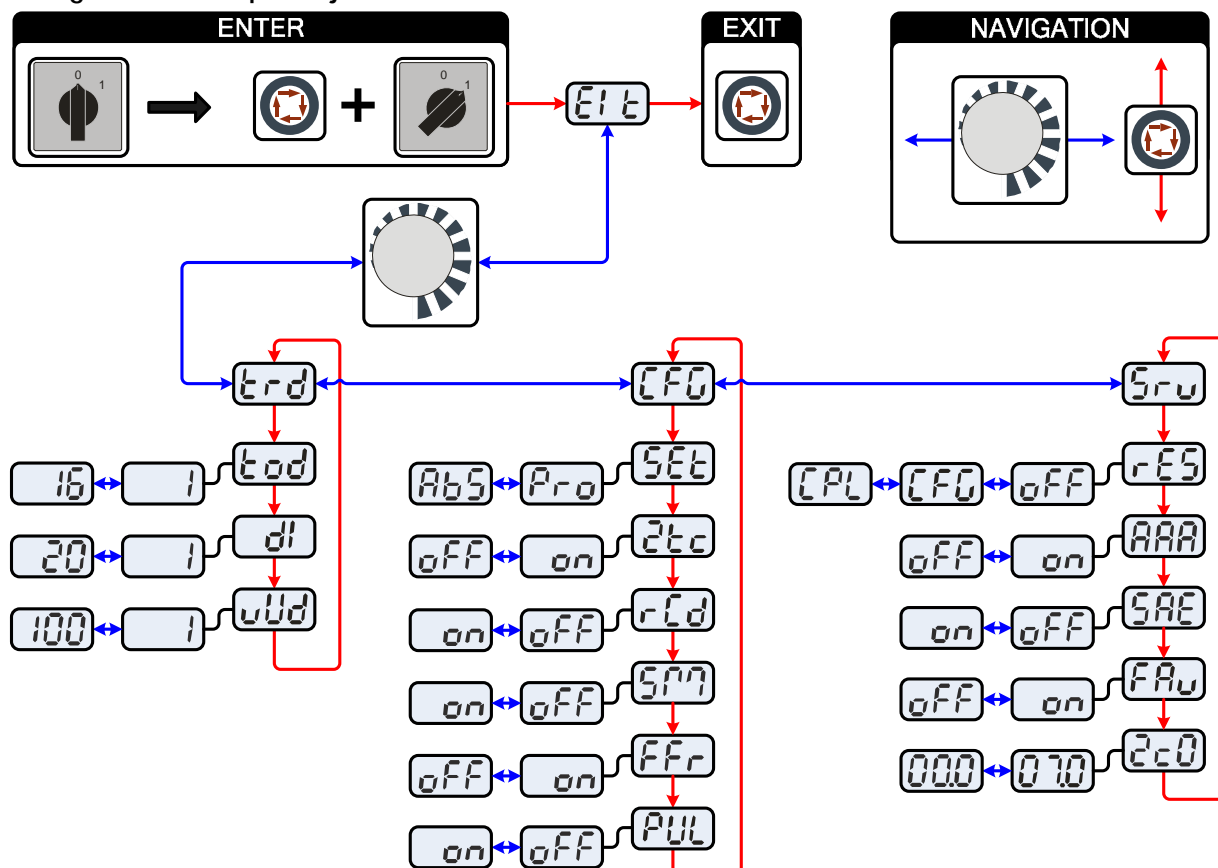 ENTER
EXIT
NAVIGATION
0
1
0
1
EIt
trd
CFG
Sru
16
1
tod
20
1
dI
100
1
uUd
AbS
Pro
SEt
oFF
on
2tc
on
oFF
rCd
on
oFF
oFF
on
FFr
on
oFF
PUL
CPL
CFG
oFF
rES
oFF
on
AAA
on
oFF
SAE
oFF
on
FAu
00.0
07.0
2c0